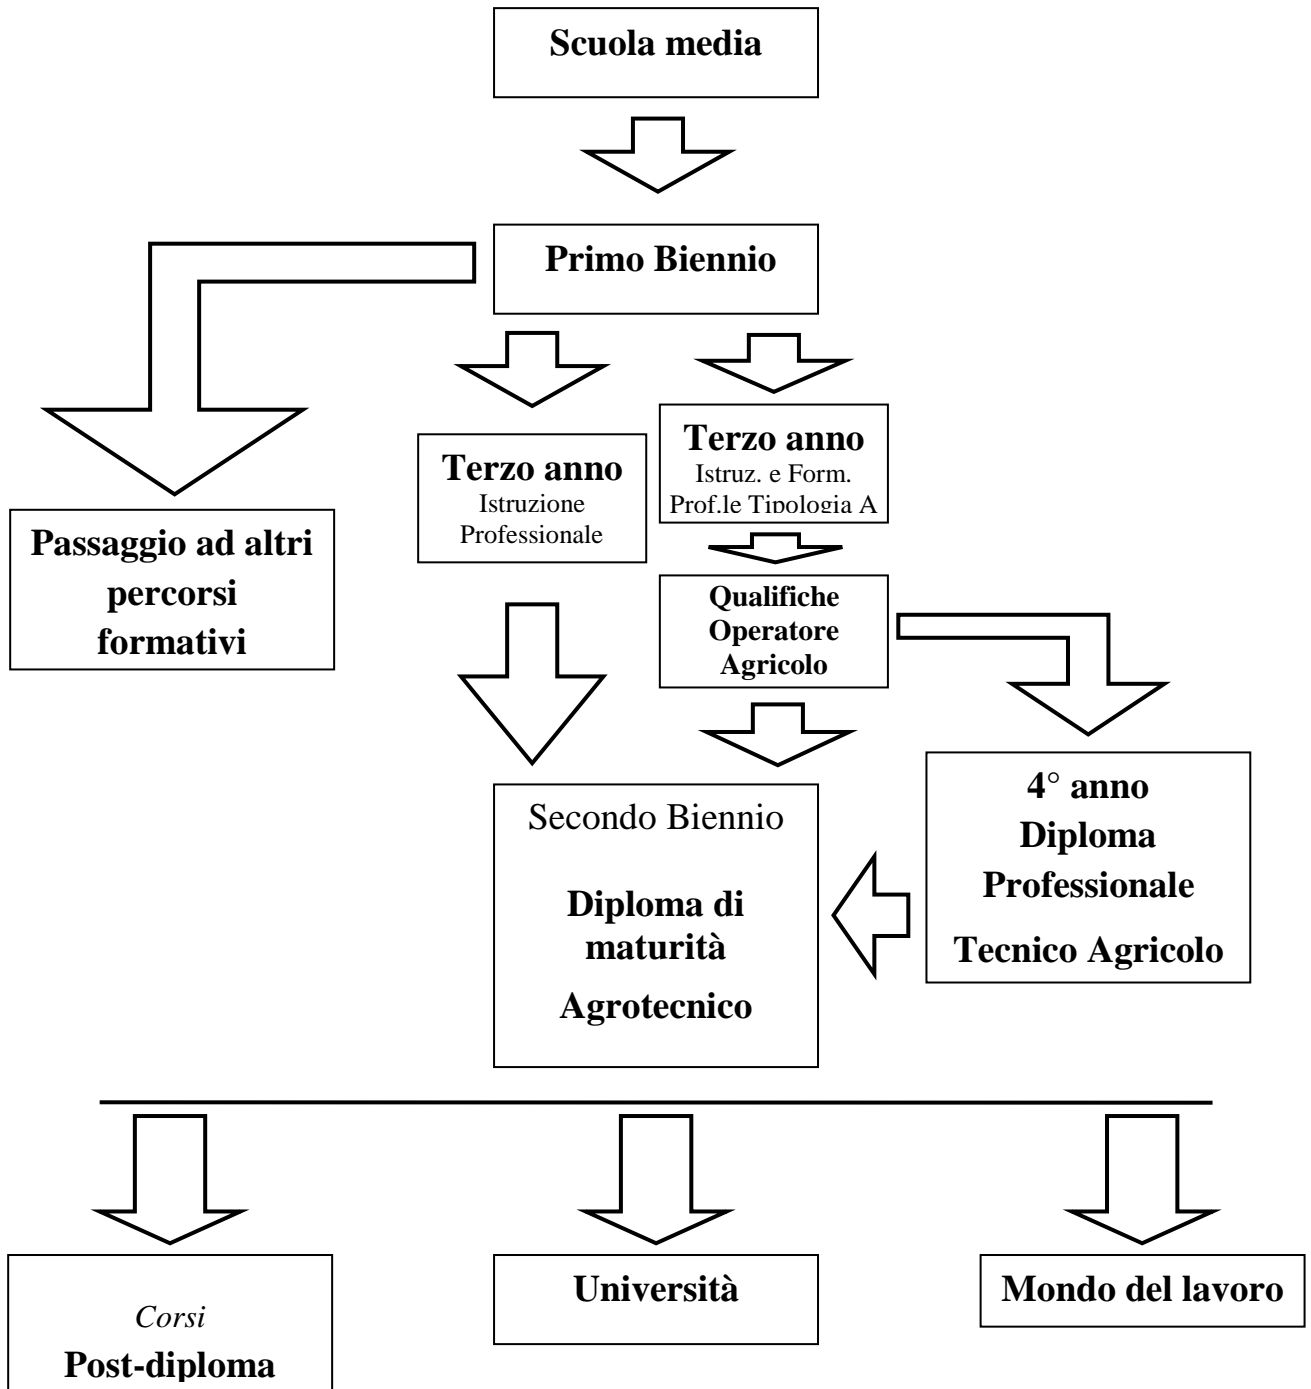 Scuola media
Primo Biennio
Terzo anno
Istruzione
Professionale
Terzo anno
Istruz. e Form.
Prof.le Tipologia A
Passaggio ad altri
percorsi
formativi
Qualifiche
Operatore
Agricolo
4° anno
Diploma
Professionale
Tecnico Agricolo
Secondo Biennio
Diploma di
maturità
Agrotecnico
Corsi
Post-diploma
Università
Mondo del lavoro